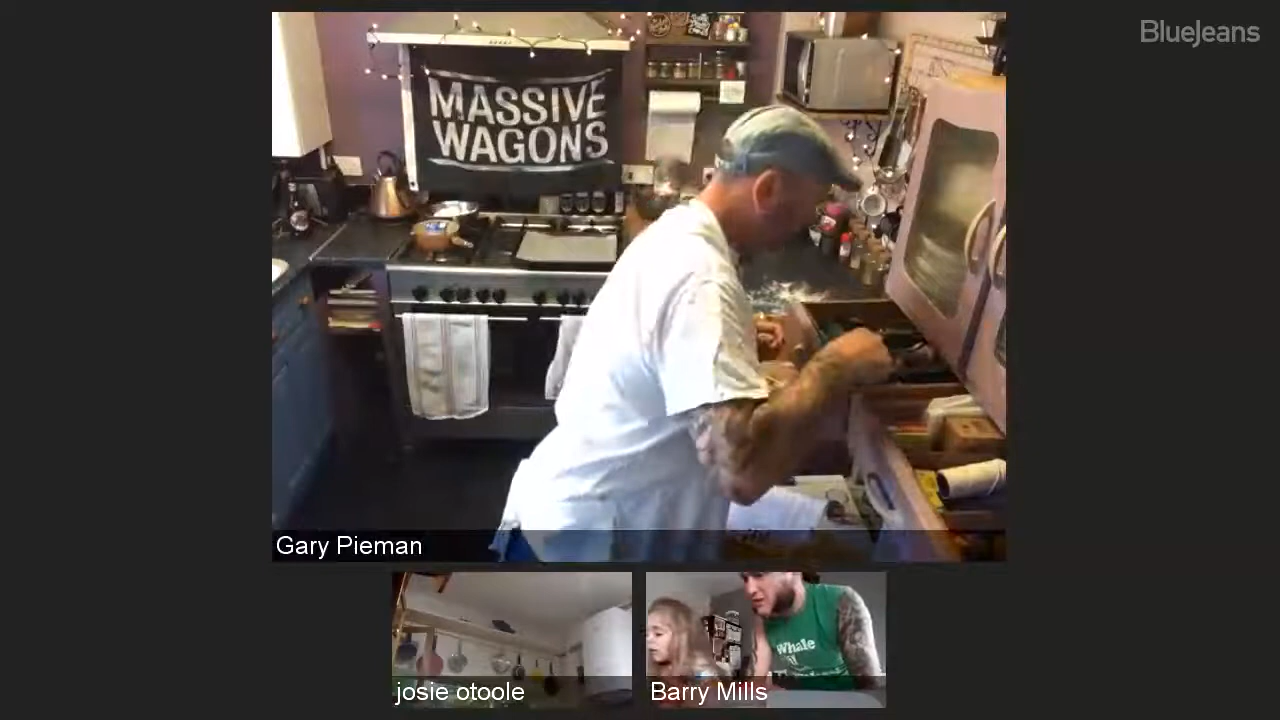 BlueJeans
MASSIVE
WAGONS
Gary Pieman
josie otoole
Barry Mills
Whale